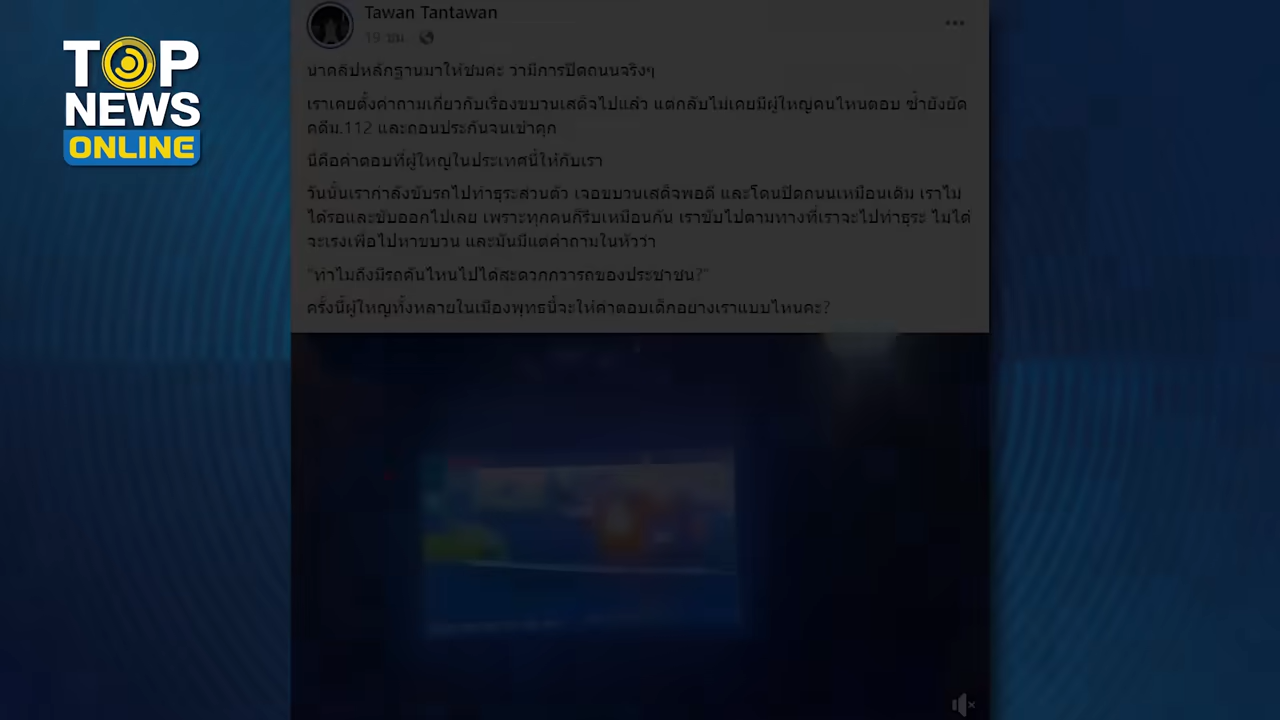 TOP
NEWS
ONLINE
Tawan Tantawan
19 ชม.
นำคลิปหลักฐานมาให้ชมค่ะ ว่ามีการปิดถนนจริงๆ
เราเคยตั้งคำถามเกี่ยวกับเรื่องขบวนเสด็จไปแล้ว แต่กลับไม่เคยมีผู้ใหญ่คนไหนตอบ ซ้ำยังยัด
คดีม.112 และถอนประกันจนเข้าคุก
นี่คือคำตอบที่ผู้ใหญ่ในประเทศนี้ให้กับเรา
วันนั้นเรากำลังขับรถไปทำธุระส่วนตัว เจอขบวนเสด็จพอดี และโดนปิดถนนเหมือนเดิม เราไม่
ได้รอและขับออกไปเลย เพราะทุกคนก็รีบเหมือนกัน เราขับไปตามทางที่เราจะไปทำธุระ ไม่ได้
จะเร่งเพื่อไปหาขบวน และมันมีแต่คำถามในหัวว่า
"ทำไมถึงมีรถคันไหนไปได้สะดวกกว่ารถของประชาชน?"
ครั้งนี้ผู้ใหญ่ทั้งหลายในเมืองพุทธนี้จะให้คำตอบเด็กอย่างเราแบบไหนคะ?